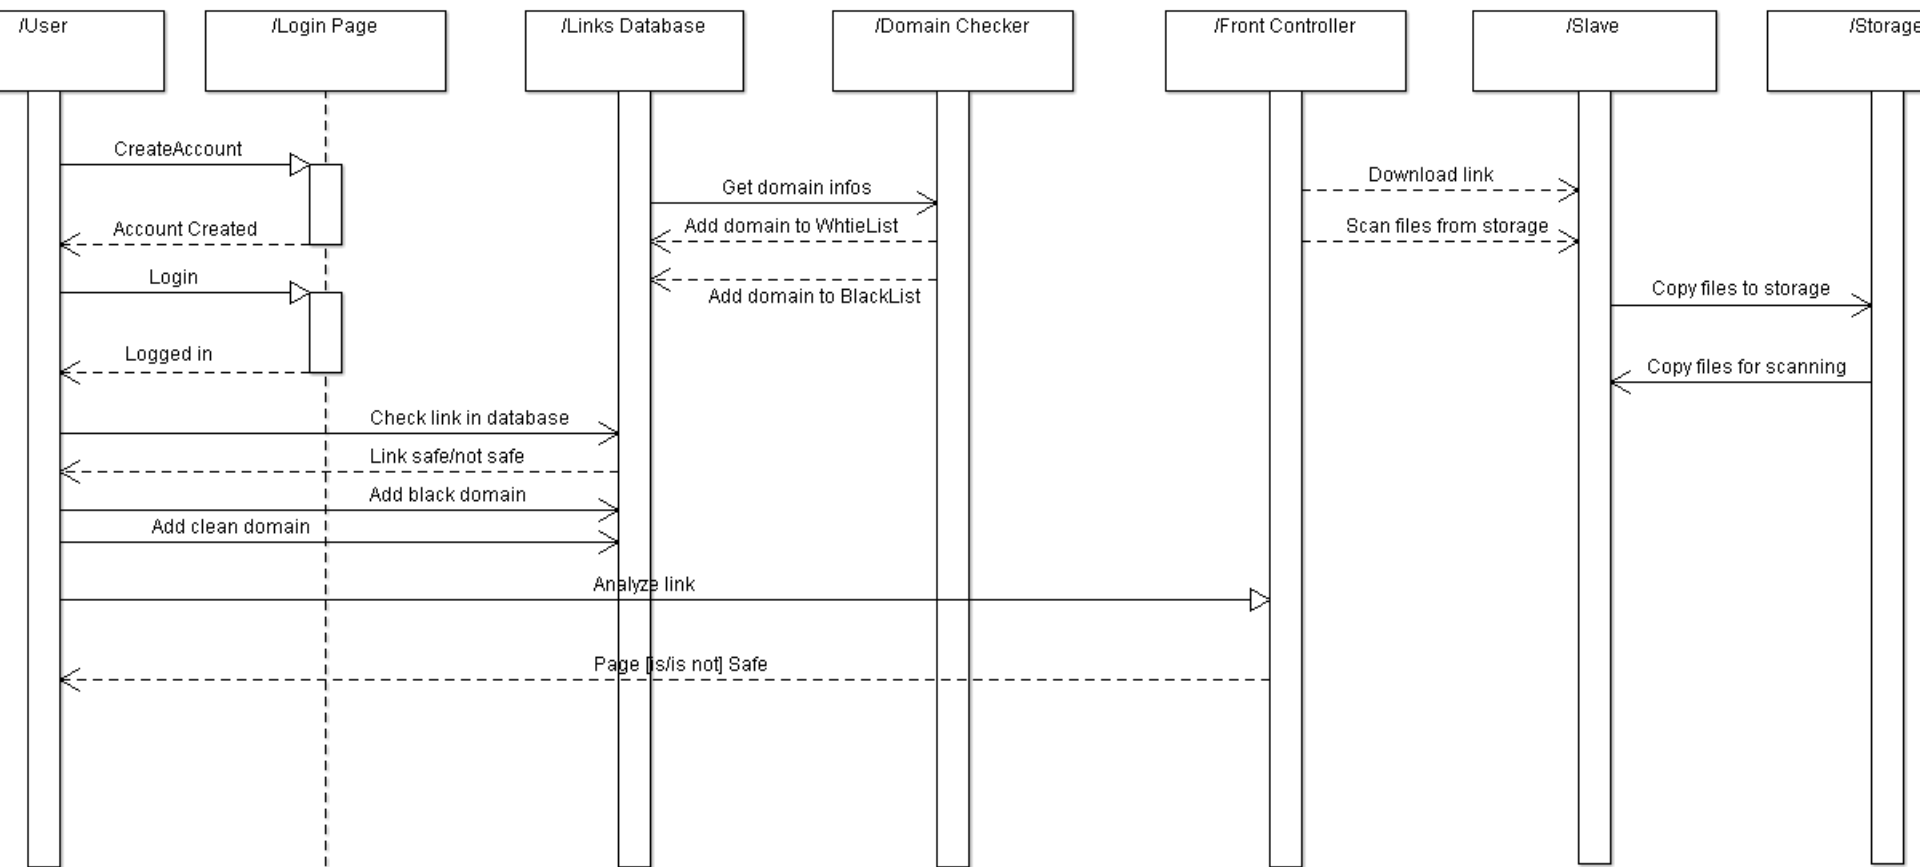 /User
/Login Page
/Links Database
/Domain Checker
/Front Controller
/Slave
/Storage
CreateAccount
Account Created
Login
Logged in
Check link in database
Link safe/not safe
Add black domain
Add clean domain
Analyze link
Page [is/is not] Safe
Get domain infos
Add domain to WhtieList
Add domain to BlackList
Download link
Scan files from storage
Copy files to storage
Copy files for scanning